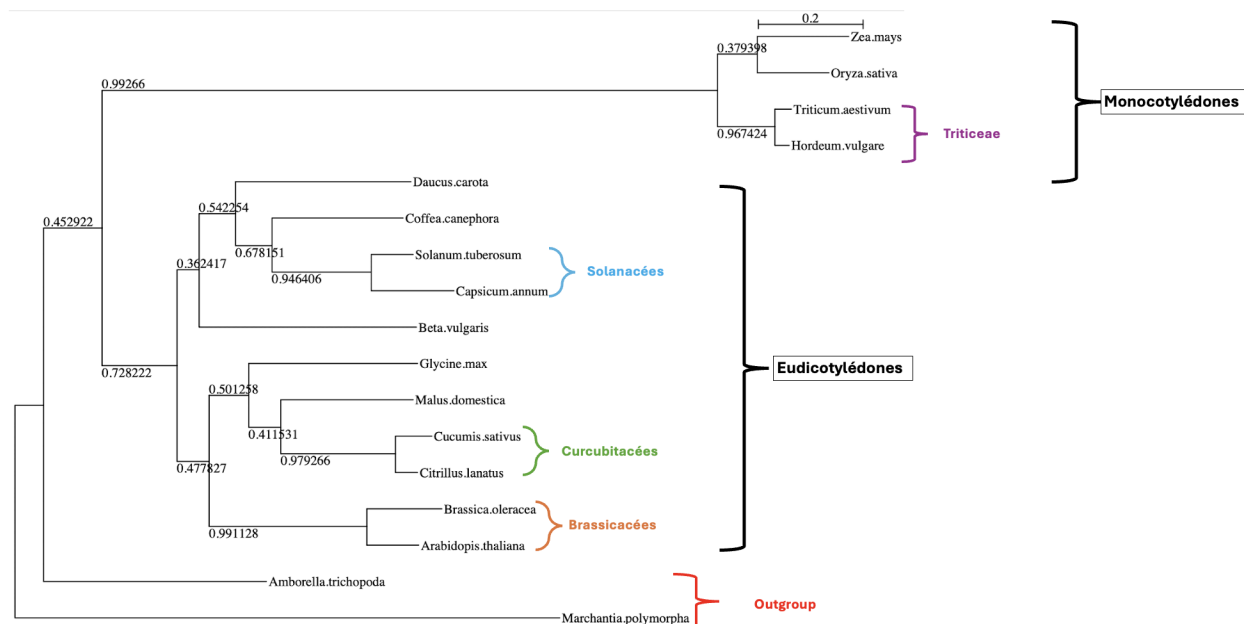 0.2
Zea.mays
0.379398
Oryza.sativa
0.99266
Monocotylédones
Triticum.aestivum
Triticeae
0.967424
Hordeum.vulgare
Daucus.carota
0.542254
Coffea.canephora
0.452922
0.678151
Solanum.tuberosum
0.362417
Solanacées
0.946406
Capsicum.annum
Beta.vulgaris
Glycine.max
0.728222
Eudicotylédones
0.501258
Malus.domestica
0.411531
Cucumis.sativus
Curcubitacées
0.979266
0.477827
Citrillus.lanatus
Brassica.oleracea
Brassicacées
0.991128
Arabidopis.thaliana
Amborella.trichopoda
Outgroup
Marchantia.polymorpha